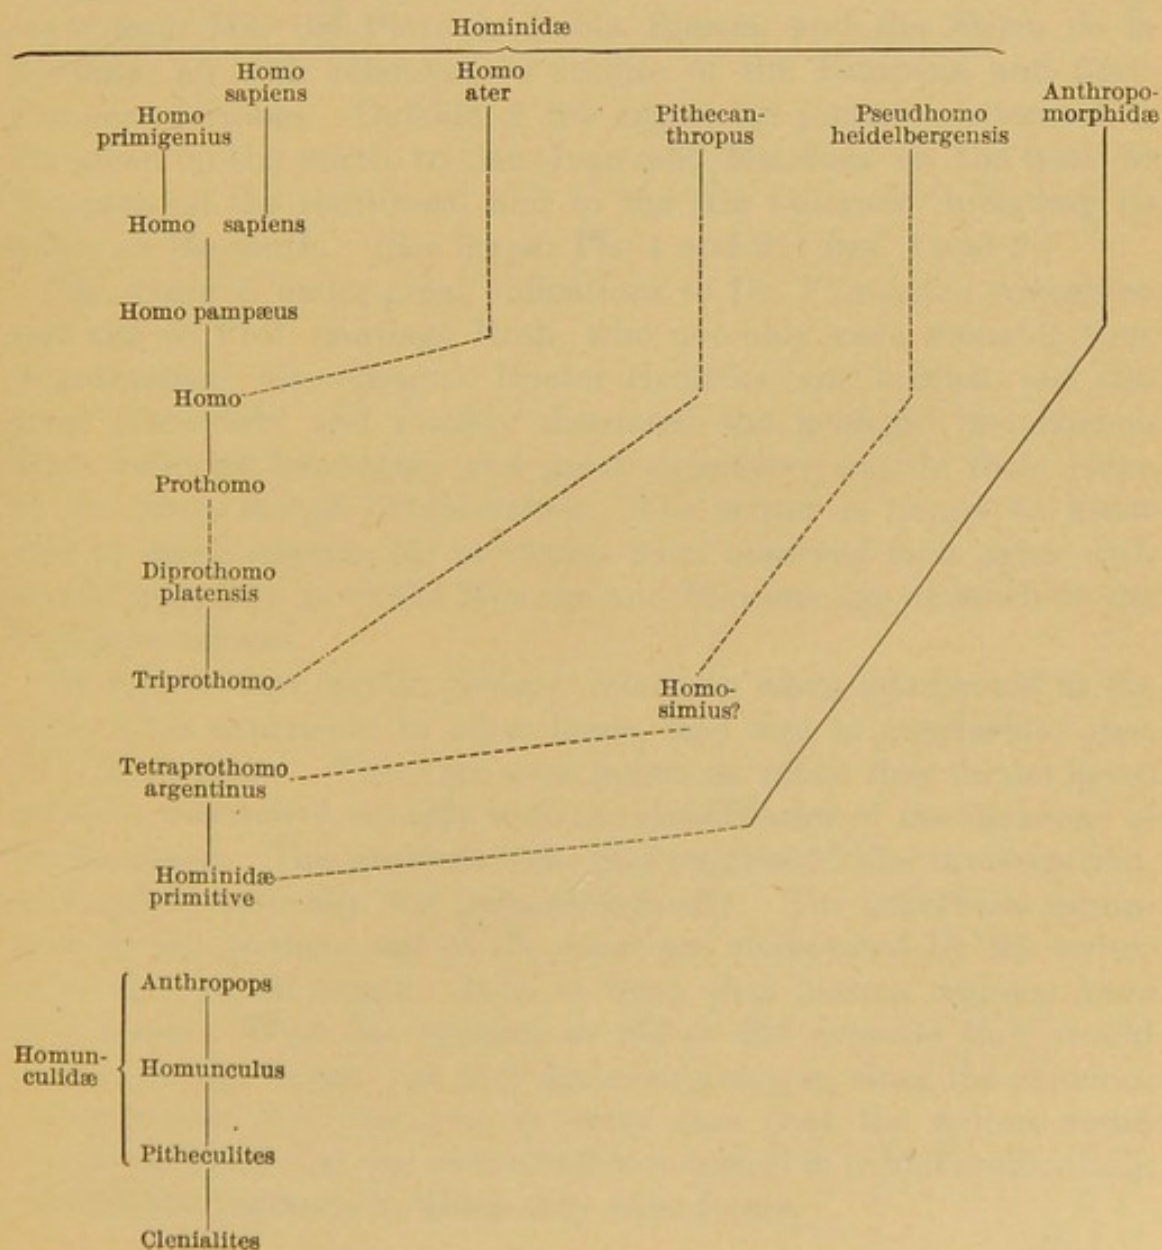 Hominidæ
Homo
sapiens
Homo
ater
Homo
primigenius
Pithecan-
thropus
Pseudhomo
heidelbergensis
Anthropo-
morphidæ
Homo sapiens
Homo pampæus
Homo
Prothomo
Diprothomo
platensis
Triprothomo
Homo-
simius?
Tetraprothomo
argentinus
Hominidæ
primitive
Homun-
culidæ
Anthropops
Homunculus
Pitheculites
Clenialites